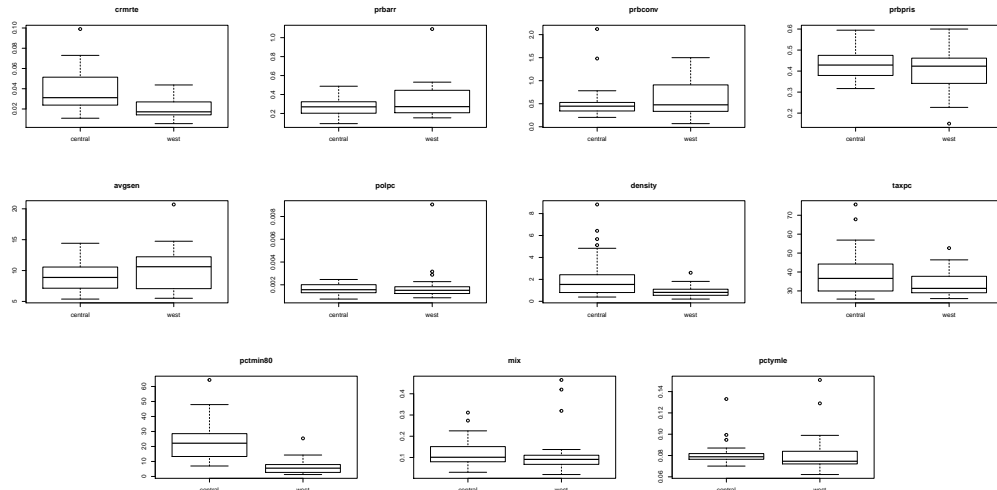 crmrte
0.10
0.08
0.06
0.04
0.02
central
west
prbarr
1.0
0.8
0.6
0.4
0.2
central
west
prbconv
2.0
1.5
1.0
0.5
0.0
central
west
prbpris
0.6
0.5
0.4
0.3
0.2
central
west
avgsen
20
15
10
5
central
west
polpc
0.008
0.006
0.004
0.002
central
west
density
8
6
4
2
0
central
west
taxpc
70
60
50
40
30
central
west
pctmin80
60
50
40
30
20
10
0
central
west
mix
0.4
0.3
0.2
0.1
central
west
pctymle
0.14
0.12
0.10
0.08
0.06
central
west